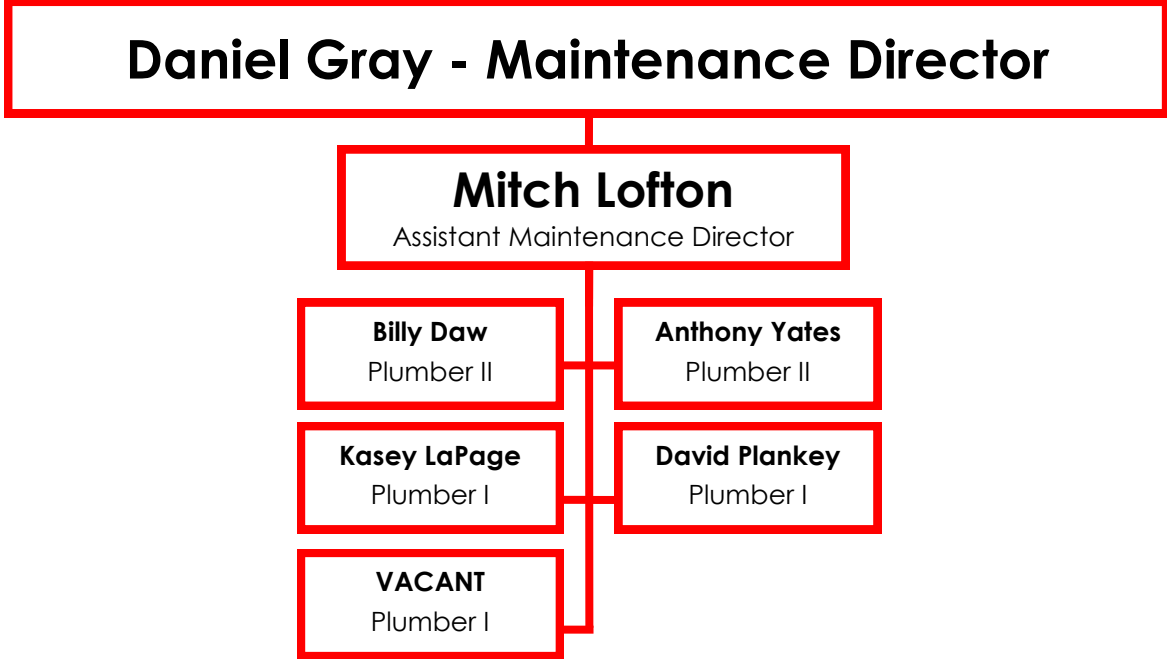 Daniel Gray - Maintenance Director
Mitch Lofton
Assistant Maintenance Director
Billy Daw
Plumber II
Anthony Yates
Plumber II
Kasey LaPage
Plumber I
David Plankey
Plumber I
VACANT
Plumber I